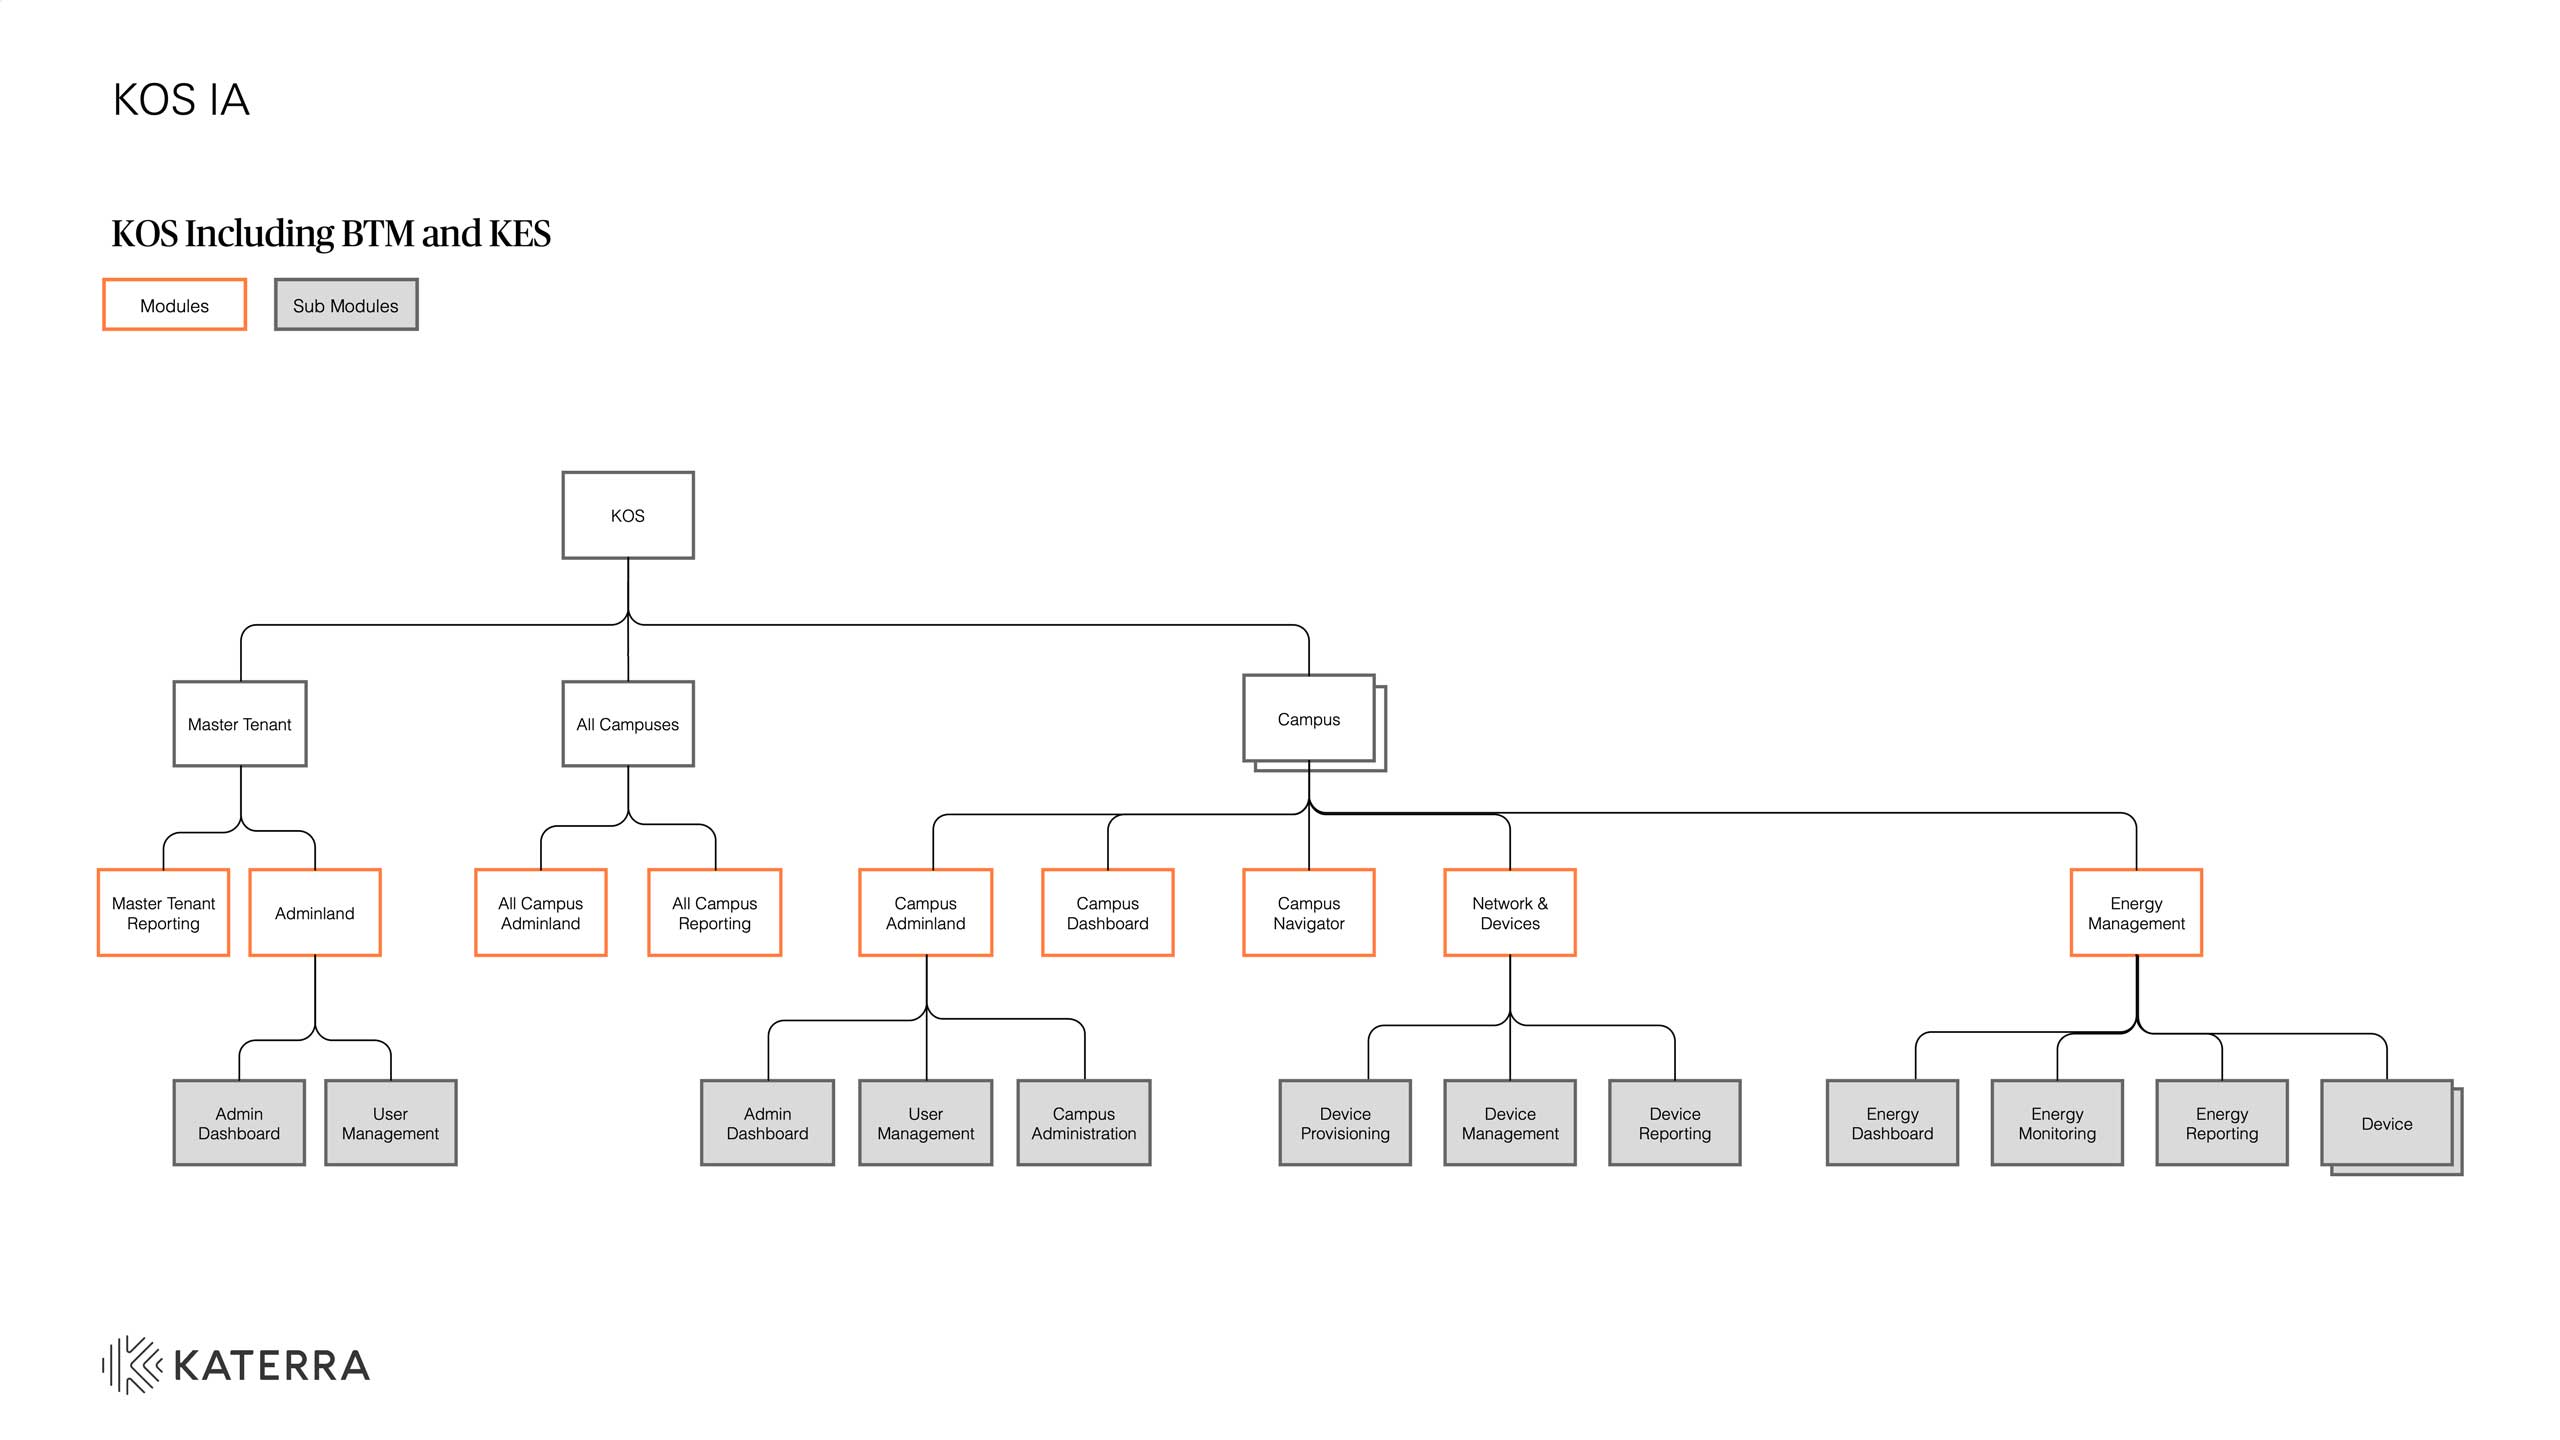 KOS IA
KOS Including BTM and KES
Modules
Sub Modules
KOS
Master Tenant
All Campuses
Campus
Master Tenant
Reporting
Adminland
All Campus
Adminland
All Campus
Reporting
Campus
Adminland
Campus
Dashboard
Campus
Navigator
Network &
Devices
Energy
Management
Admin
Dashboard
User
Management
Admin
Dashboard
User
Management
Campus
Administration
Device
Provisioning
Device
Management
Device
Reporting
Energy
Dashboard
Energy
Monitoring
Energy
Reporting
Device
KATERRA